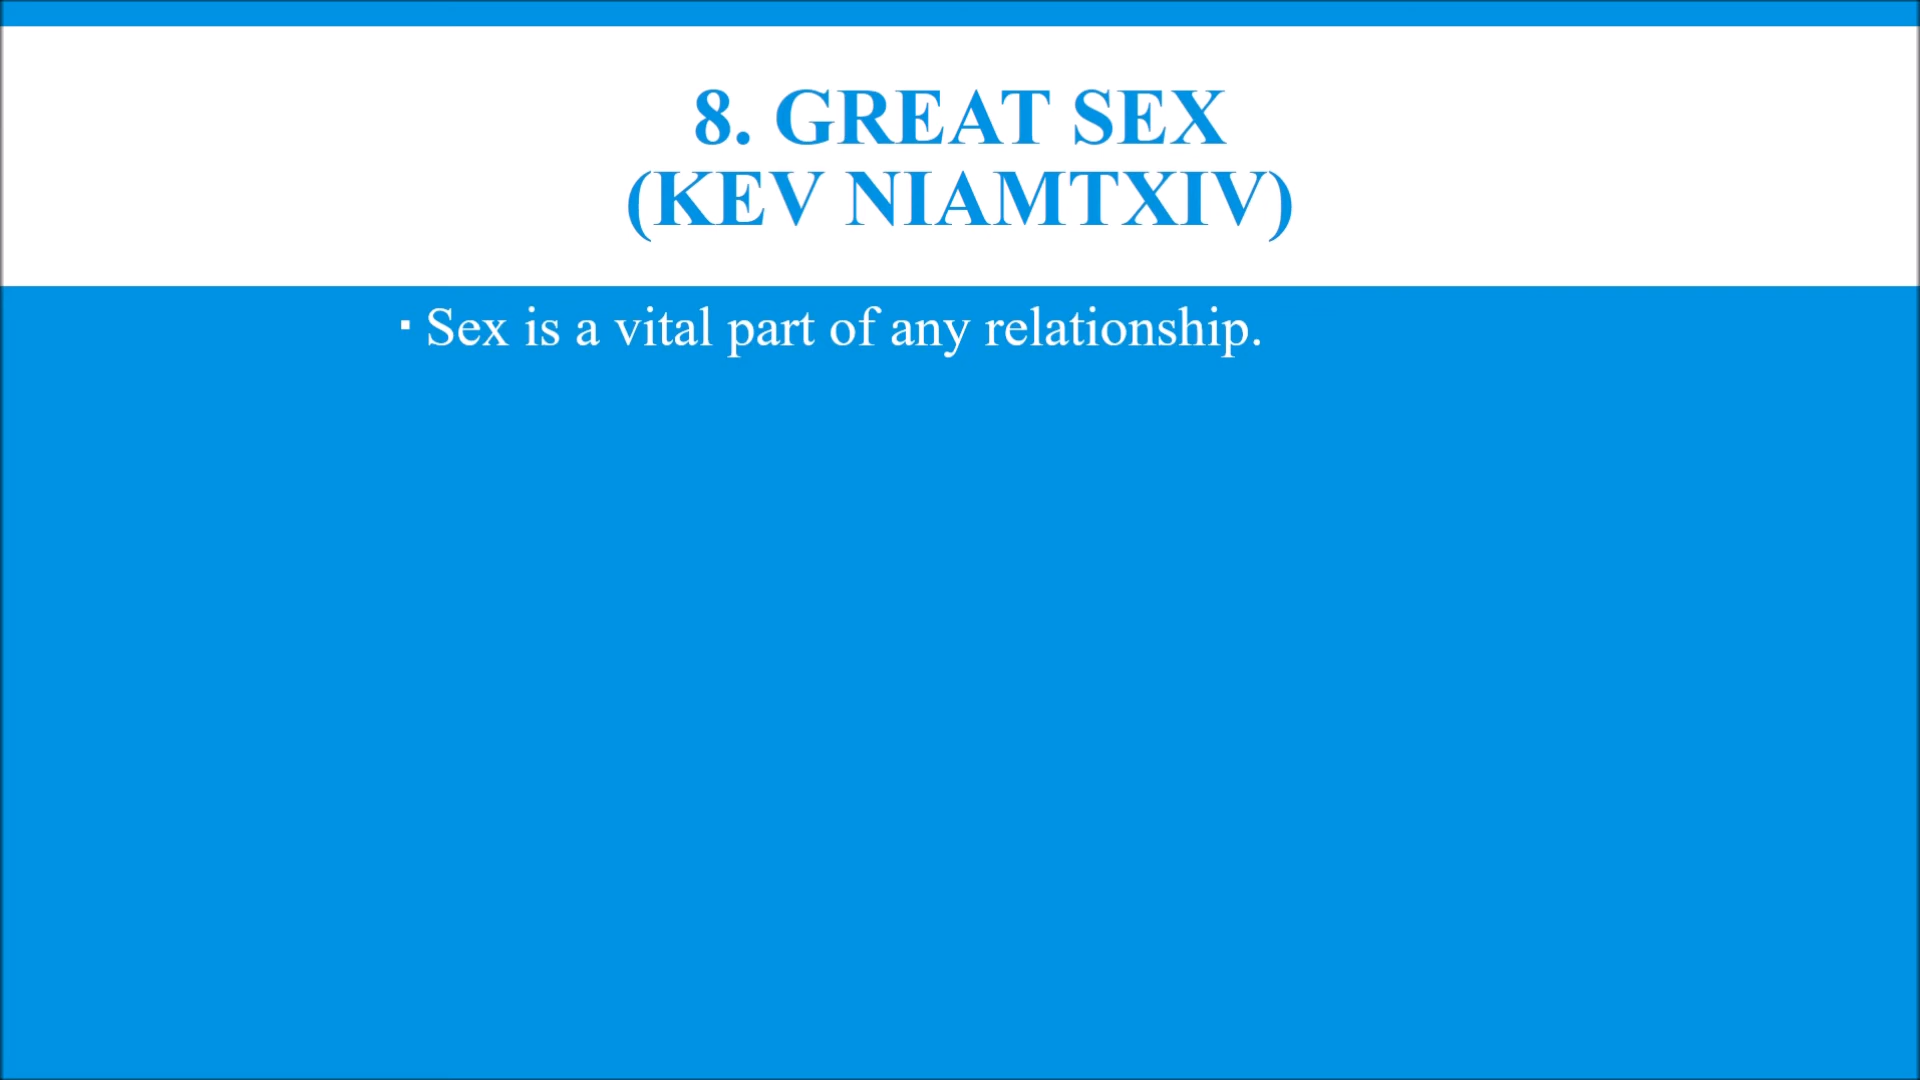 8. GREAT SEX
(KEV NIAMTXIV)
▪ Sex is a vital part of any relationship.